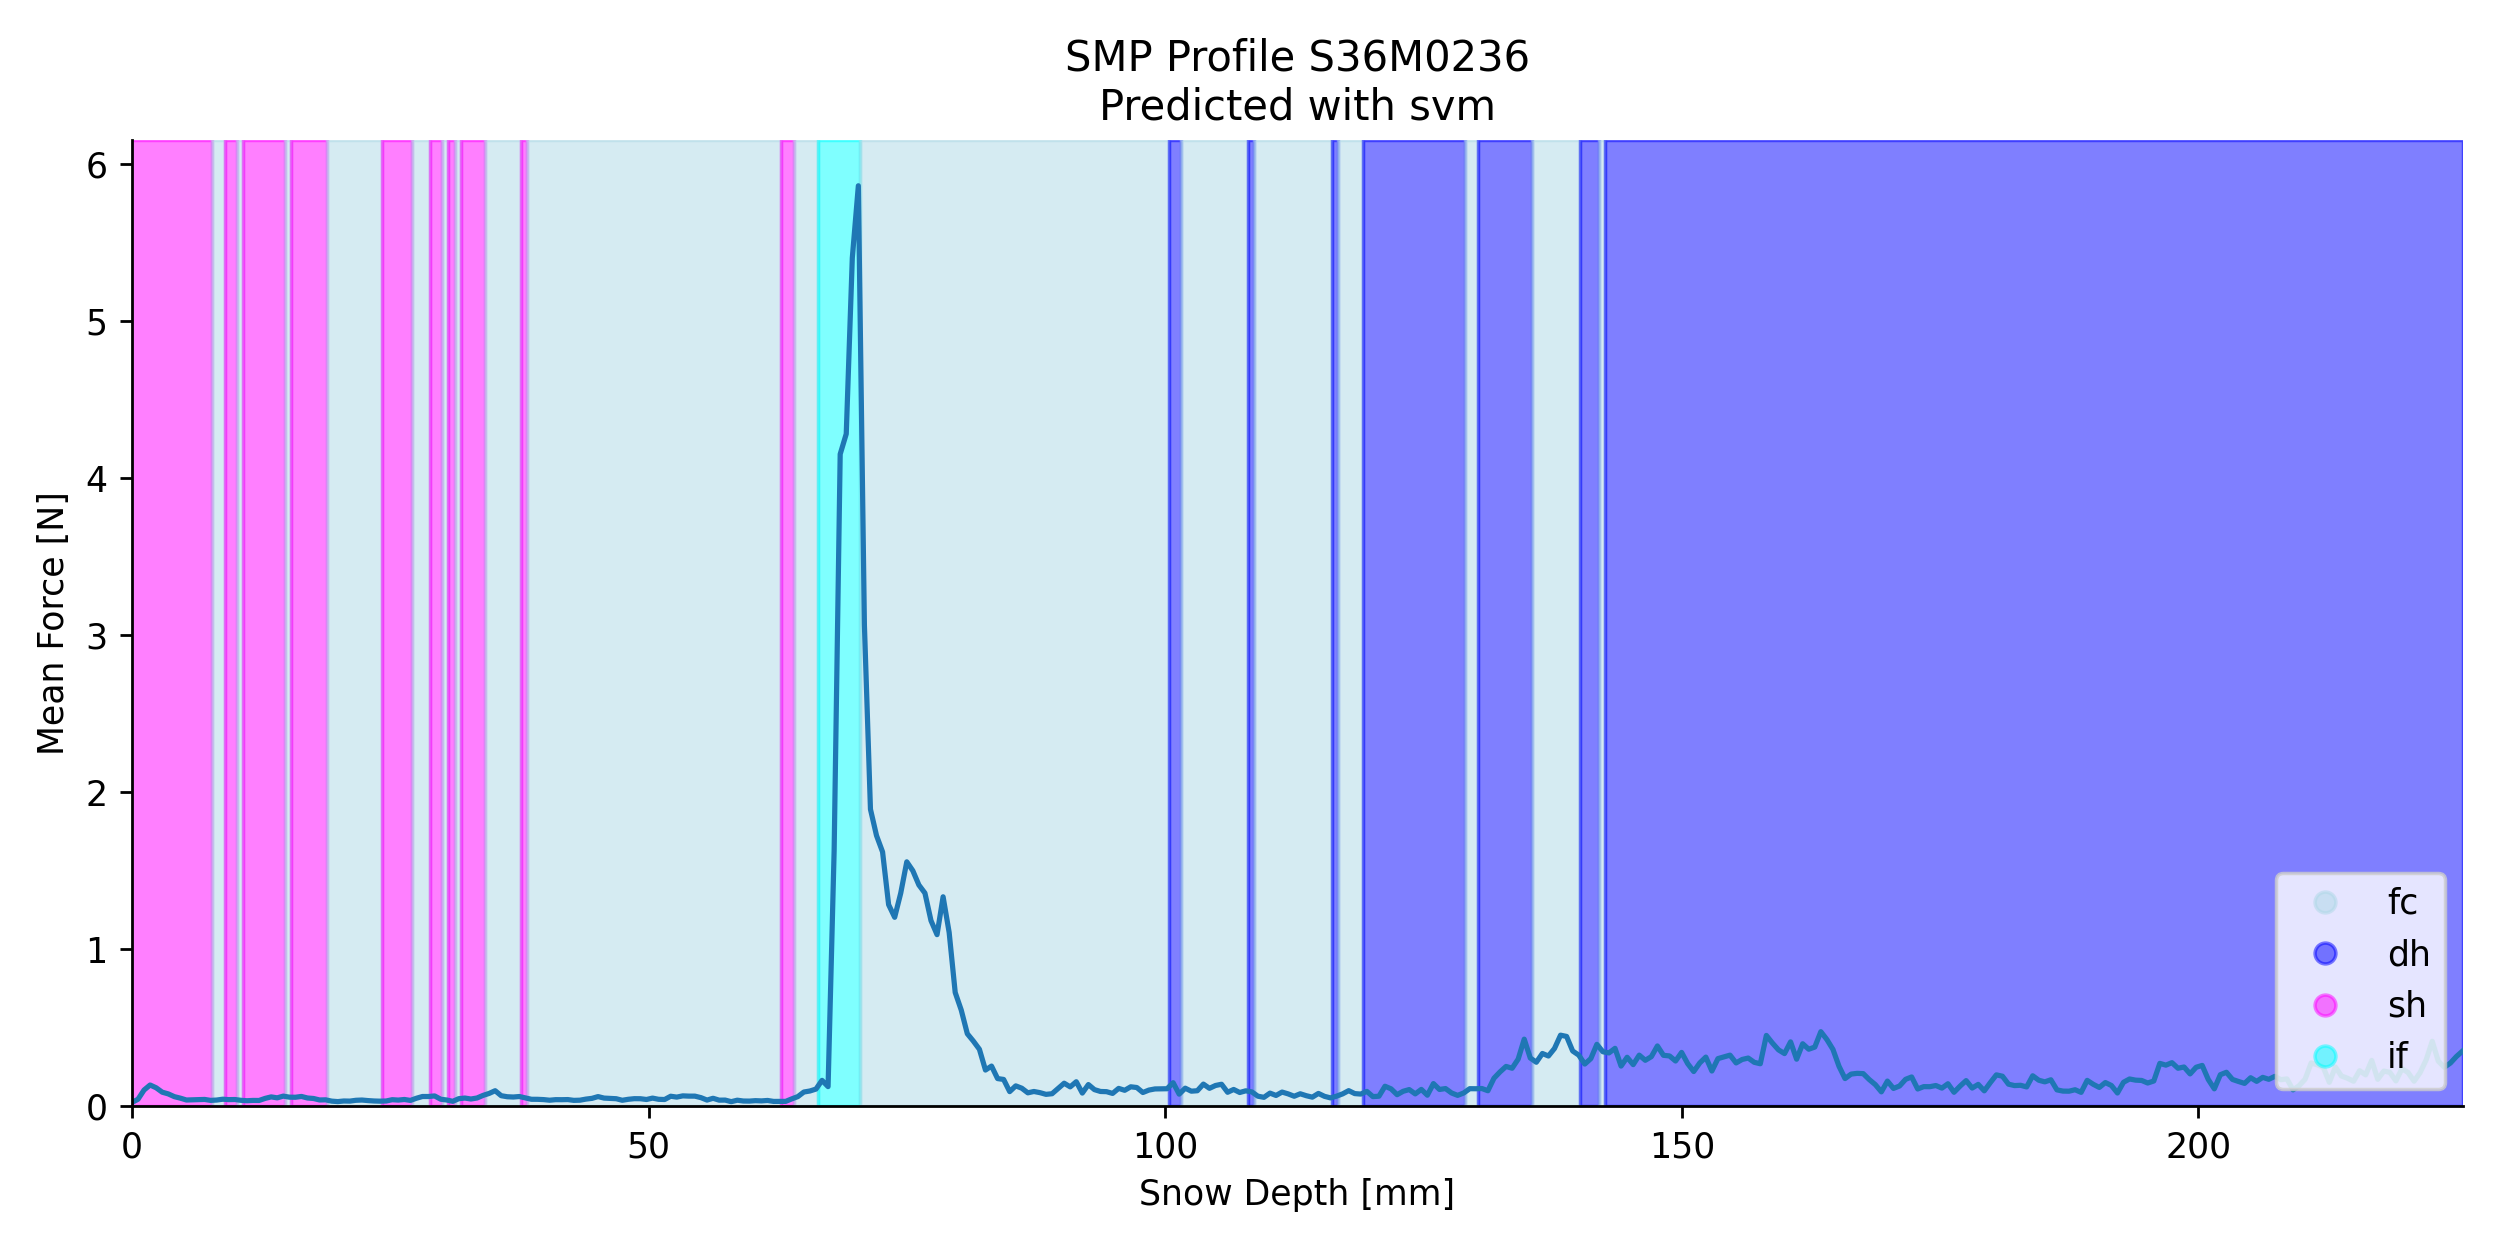 SMP Profile S36M0236
Predicted with svm
Mean Force [N]
6
5
4
3
2
1
0
0 50 100 150 200
Snow Depth [mm]
fc
dh
sh
if